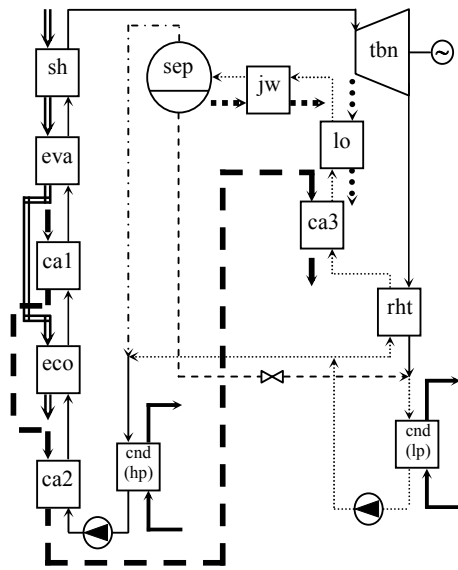 sh
sep
tbn
~
jw
eva
lo
ca1
ca3
rht
eco
cnd
(hp)
cnd
(lp)
ca2